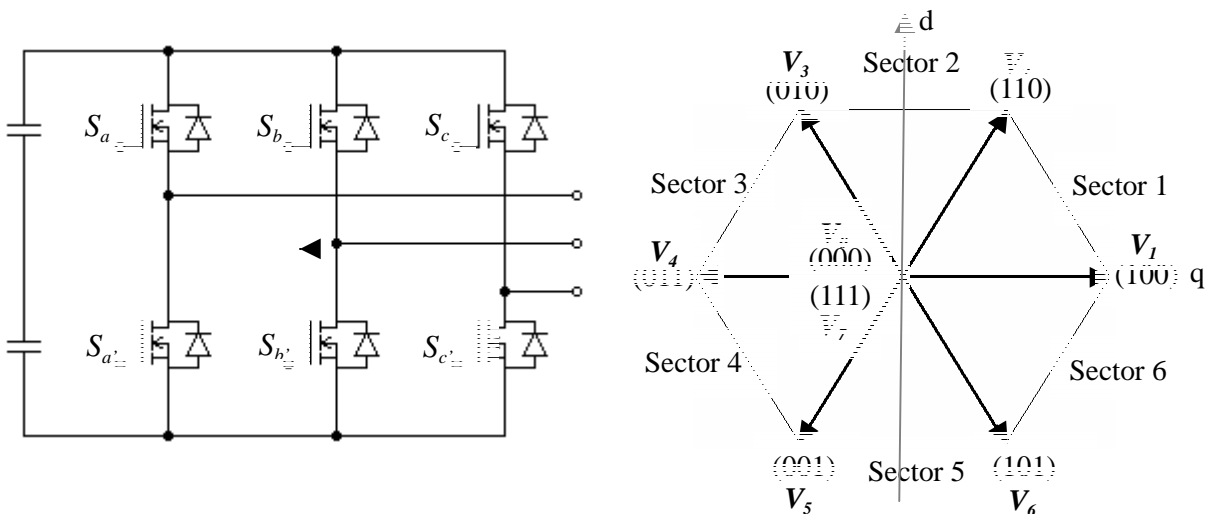 d
V3
Sector 2
V
(010)
(110)
Sa
Sb
Sc
Sector 3
Sector 1
V4
V
(000)
V1
(011)
(100)
q
(111)
V
Sa'
Sb'
Sc'
Sector 4
Sector 6
(001)
Sector 5
(101)
V5
V6